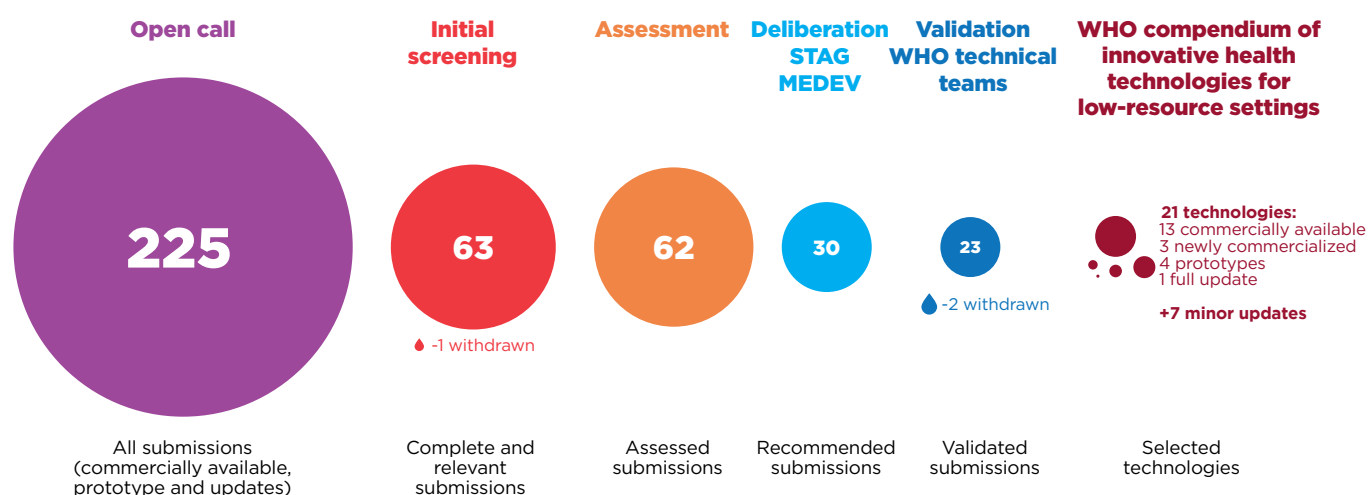 Open call
225
All submissions
(commercially available,
prototype and updates)
Initial
screening
63
-1 withdrawn
Complete and
relevant
submissions
Assessment
62
Assessed
submissions
Deliberation
STAG
MEDEV
30
Recommended
submissions
Validation
WHO technical
teams
23
-2 withdrawn
Validated
submissions
WHO compendium of
innovative health
technologies for
low-resource settings
21 technologies:
13 commercially available
3 newly commercialized
4 prototypes
1 full update
+7 minor updates
Selected
technologies